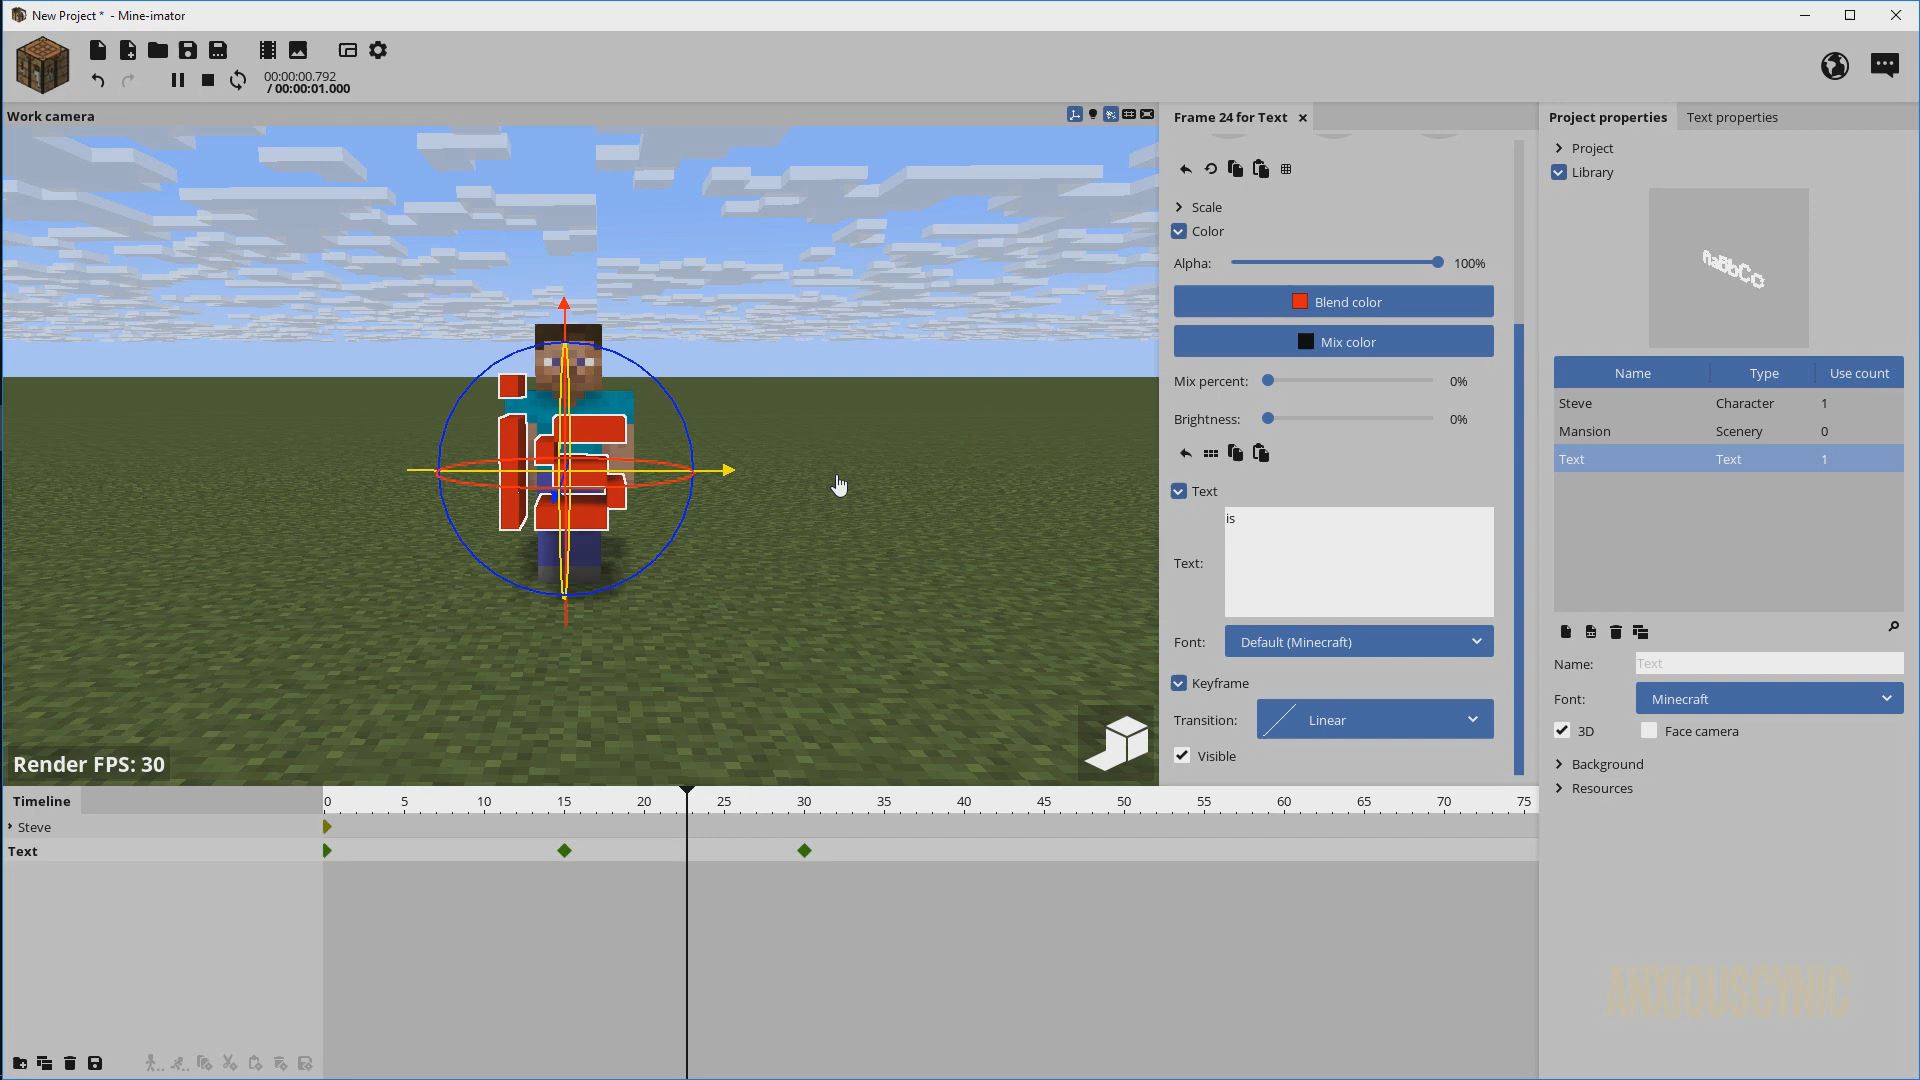 New Project * - Mine-imator
00:00:00.792
/ 00:00:01.000
Work camera
Render FPS: 30
Frame 24 for Text
Scale
Color
Alpha: 100%
Blend color
Mix color
Mix percent: 0%
Brightness: 0%
Text
is
Text:
Font: Default (Minecraft)
Keyframe
Transition: Linear
Visible
Project properties Text properties
Project
Library
AaBbCc
Name Type Use count
Steve Character 1
Mansion Scenery 0
Text Text 1
Name: Text
Font: Minecraft
3D Face camera
Background
Resources
Timeline 0 5 10 15 20 25 30 35 40 45 50 55 60 65 70 75
Steve
Text
is
ANXIOUSCYNIC